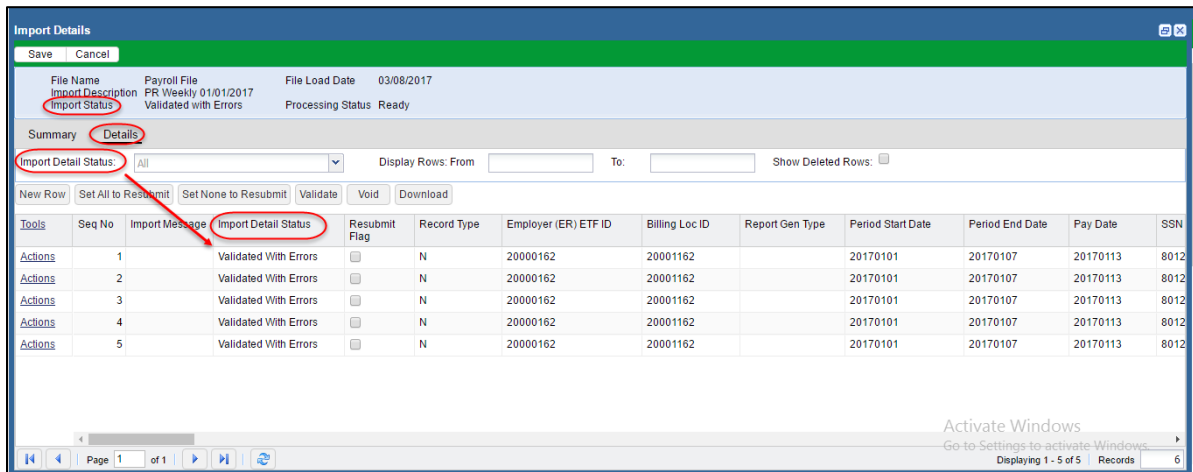 Import Details
Save Cancel
File Name Payroll File File Load Date 03/08/2017
Import Description PR Weekly 01/01/2017
Import Status Validated with Errors Processing Status Ready
Summary Details
Import Detail Status: All Display Rows: From To: Show Deleted Rows:
New Row Set All to Resubmit Set None to Resubmit Validate Void Download
Tools Seq No Import Message Import Detail Status Resubmit Flag Record Type Employer (ER) ETF ID Billing Loc ID Report Gen Type Period Start Date Period End Date Pay Date SSN
Actions 1 Validated With Errors N 20000162 20001162 20170101 20170107 20170113 8012
Actions 2 Validated With Errors N 20000162 20001162 20170101 20170107 20170113 8012
Actions 3 Validated With Errors N 20000162 20001162 20170101 20170107 20170113 8012
Actions 4 Validated With Errors N 20000162 20001162 20170101 20170107 20170113 8012
Actions 5 Validated With Errors N 20000162 20001162 20170101 20170107 20170113 8012
Activate Windows
Go to Settings to activate Windows.
Page 1 of 1 Displaying 1 - 5 of 5 Records 6